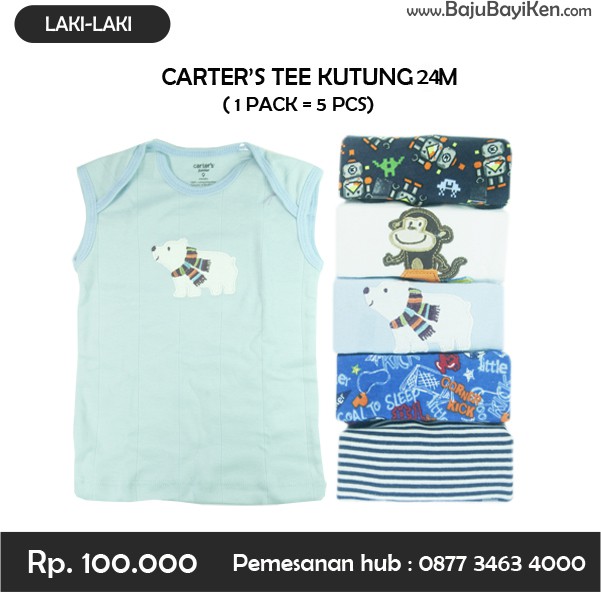 LAKI-LAKI
www.BajuBayiKen.com
CARTER'S TEE KUTUNG 24M
( 1 PACK = 5 PCS)
carter's
little
COAL TO SLEEP
CORNER
KICK
Rp. 100.000
Pemesanan hub : 0877 3463 4000